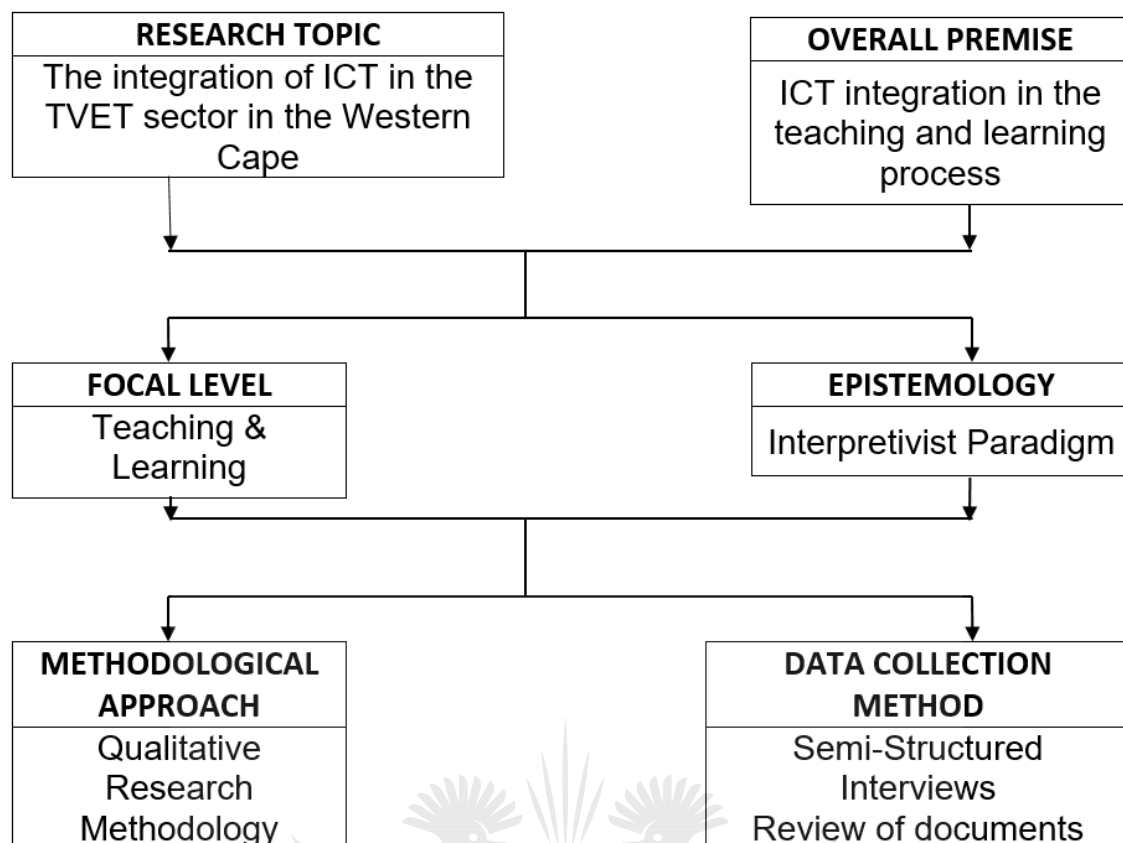 RESEARCH TOPIC
The integration of ICT in the
TVET sector in the Western
Cape
OVERALL PREMISE
ICT integration in the
teaching and learning
process
FOCAL LEVEL
Teaching &
Learning
EPISTEMOLOGY
Interpretivist Paradigm
METHODOLOGICAL
APPROACH
Qualitative
Research
Methodology
DATA COLLECTION
METHOD
Semi-Structured
Interviews
Review of documents